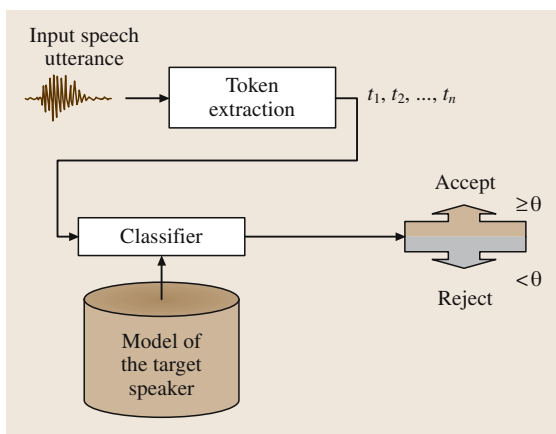 Input speech
utterance
Token
extraction
t1, t2, ..., tn
Classifier
Accept
≥θ
<θ
Reject
Model of
the target
speaker